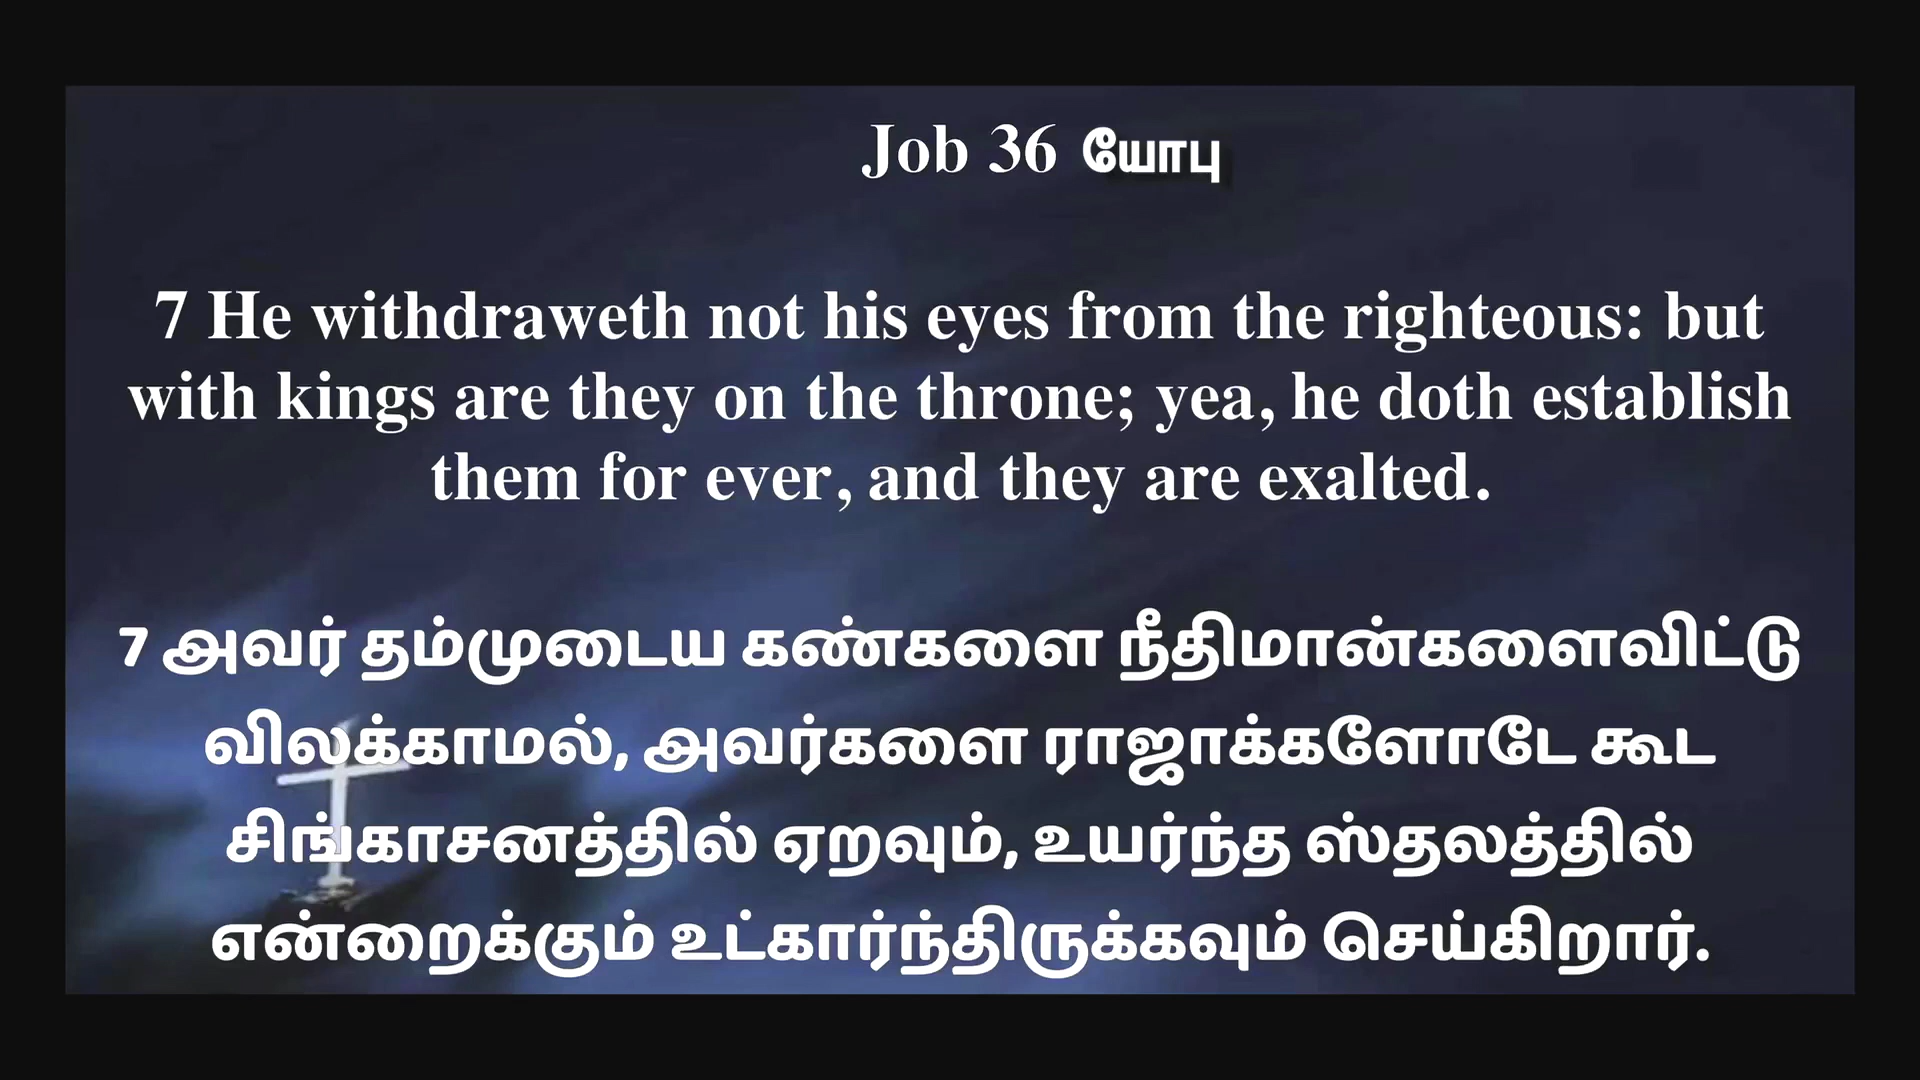 Job 36 யோபு
7 He withdraweth not his eyes from the righteous: but
with kings are they on the throne; yea, he doth establish
them for ever, and they are exalted.
7 அவர் தம்முடைய கண்களை நீதிமான்களைவிட்டு
விலக்காமல், அவர்களை ராஜாக்களோடே கூட
சிங்காசனத்தில் ஏறவும், உயர்ந்த ஸ்தலத்தில்
என்றைக்கும் உட்கார்ந்திருக்கவும் செய்கிறார்.